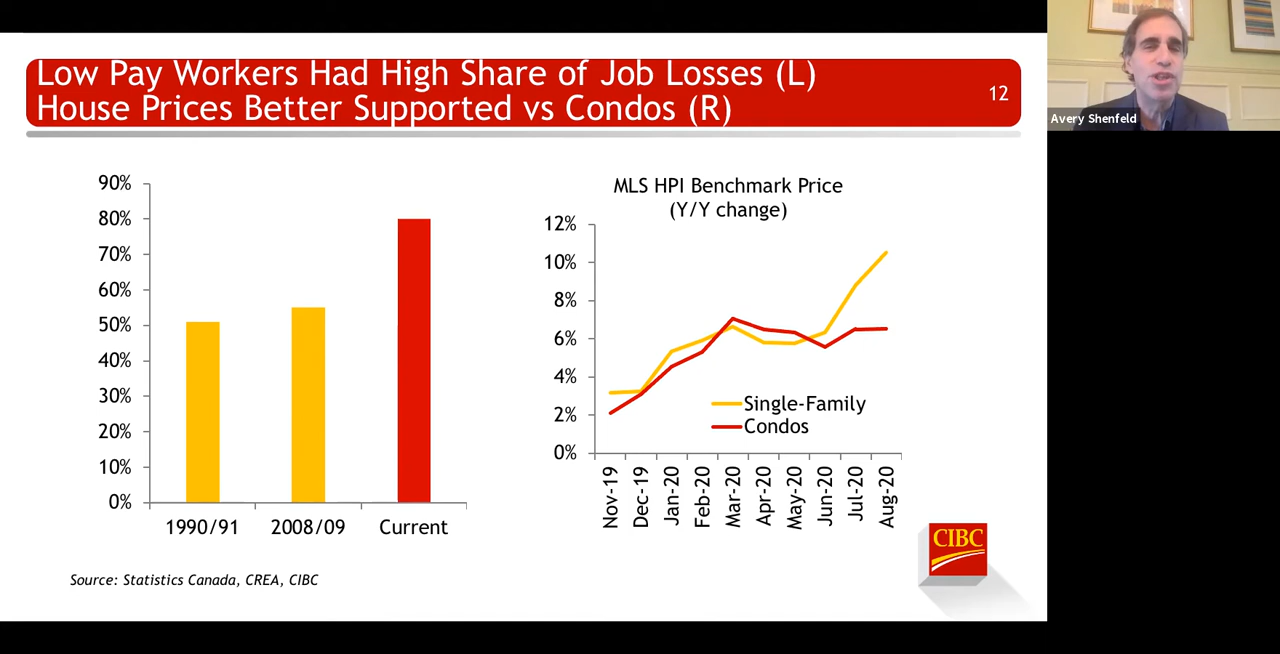 Low Pay Workers Had High Share of Job Losses (L)
House Prices Better Supported vs Condos (R)
12
Avery Shenfeld
90%
80%
70%
60%
50%
40%
30%
20%
10%
0%
1990/91
2008/09
Current
MLS HPI Benchmark Price
(Y/Y change)
12%
10%
8%
6%
4%
2%
0%
Single-Family
Condos
Nov-19
Dec-19
Jan-20
Feb-20
Mar-20
Apr-20
May-20
Jun-20
Jul-20
Aug-20
Source: Statistics Canada, CREA, CIBC
CIBC